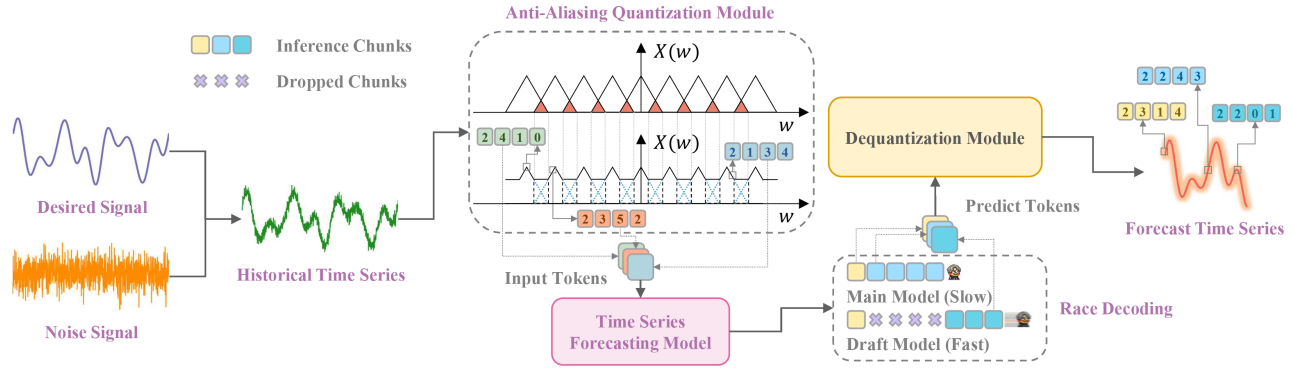 Anti-Aliasing Quantization Module
Inference Chunks
Dropped Chunks
X(w)
w
2 4 1 0
X(w)
2 1 3 4
w
2 3 5 2
Desired Signal
Noise Signal
Historical Time Series
Input Tokens
Time Series
Forecasting Model
Dequantization Module
Predict Tokens
Main Model (Slow)
Draft Model (Fast)
Race Decoding
2 2 4 3
2 3 1 4
2 2 0 1
Forecast Time Series